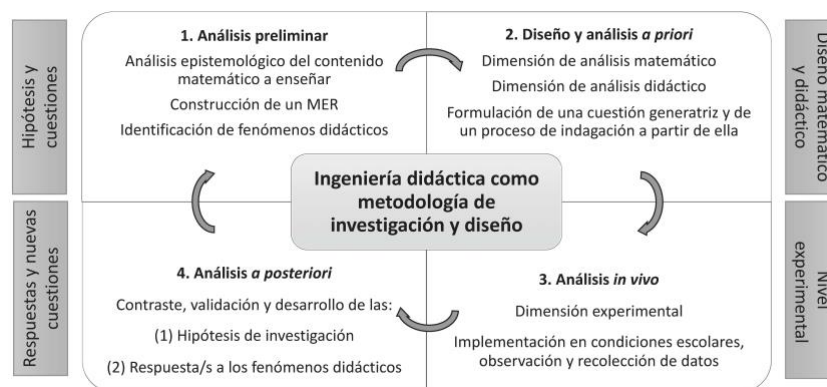 Hipótesis y
cuestiones
1. Análisis preliminar
Análisis epistemológico del contenido
matemático a enseñar
Construcción de un MER
Identificación de fenómenos didácticos
2. Diseño y análisis a priori
Dimensión de análisis matemático
Dimensión de análisis didáctico
Formulación de una cuestión generatriz y de
un proceso de indagación a partir de ella
Diseño matemático
y didáctico
Ingeniería didáctica como
metodología de
investigación y diseño
Respuestas y nuevas
cuestiones
4. Análisis a posteriori
Contraste, validación y desarrollo de las:
(1) Hipótesis de investigación
(2) Respuesta/s a los fenómenos didácticos
3. Análisis in vivo
Dimensión experimental
Implementación en condiciones escolares,
observación y recolección de datos
Nivel
experimental